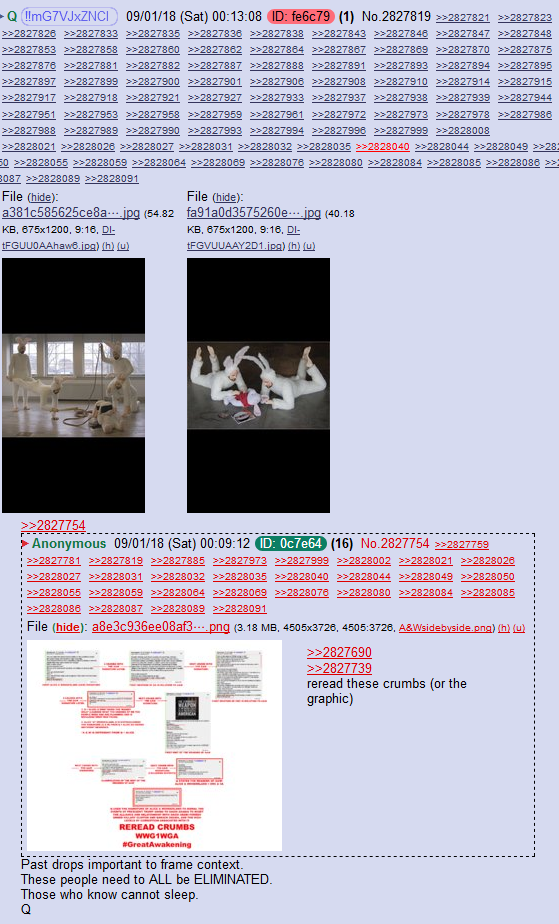 Q !!mG7VJxZNCI 09/01/18 (Sat) 00:13:08 ID: fe6c79 (1) No.2827819 >>2827821 >>2827823
>>2827826 >>2827833 >>2827835 >>2827836 >>2827838 >>2827843 >>2827846 >>2827847 >>2827848
>>2827853 >>2827858 >>2827860 >>2827862 >>2827864 >>2827867 >>2827869 >>2827870 >>2827875
>>2827876 >>2827881 >>2827882 >>2827887 >>2827888 >>2827891 >>2827893 >>2827894 >>2827895
>>2827897 >>2827899 >>2827900 >>2827901 >>2827906 >>2827908 >>2827910 >>2827914 >>2827915
>>2827917 >>2827918 >>2827921 >>2827927 >>2827933 >>2827937 >>2827938 >>2827939 >>2827944
>>2827951 >>2827953 >>2827958 >>2827959 >>2827961 >>2827972 >>2827973 >>2827978 >>2827986
>>2827988 >>2827989 >>2827990 >>2827993 >>2827994 >>2827996 >>2827999 >>2828008
>>2828021 >>2828026 >>2828027 >>2828031 >>2828032 >>2828035 >>2828040 >>2828044 >>2828049 >>282
50 >>2828055 >>2828059 >>2828064 >>2828069 >>2828076 >>2828080 >>2828084 >>2828085 >>2828086 >>
087 >>2828089 >>2828091
File (hide): File (hide):
a381c585625ce8a⋯.jpg (54.82 fa91a0d3575260e⋯.jpg (40.18
KB, 675x1200, 9:16, DI- KB, 675x1200, 9:16, DI-
tFGUU0AAhaw6.jpg) (h) (u) tFGVUUAAY2D1.jpg) (h) (u)
>>2827754
Anonymous 09/01/18 (Sat) 00:09:12 ID: 0c7e64 (16) No.2827754 >>2827759
>>2827781 >>2827819 >>2827885 >>2827973 >>2827999 >>2828002 >>2828021 >>2828026
>>2828027 >>2828031 >>2828032 >>2828035 >>2828040 >>2828044 >>2828049 >>2828050
>>2828055 >>2828059 >>2828064 >>2828069 >>2828076 >>2828080 >>2828084 >>2828085
>>2828086 >>2828087 >>2828089 >>2828091
File (hide): a8e3c936ee08af3⋯.png (3.18 MB, 4505x3726, 4505:3726, A&Wsidebyside.png) (h) (u)
>>2827690
>>2827739
reread these crumbs (or the
graphic)
WEAPON
REREAD CRUMBS
WWG1WGA
#GreatAwakening
Past drops important to frame context.
These people need to ALL be ELIMINATED.
Those who know cannot sleep.
Q